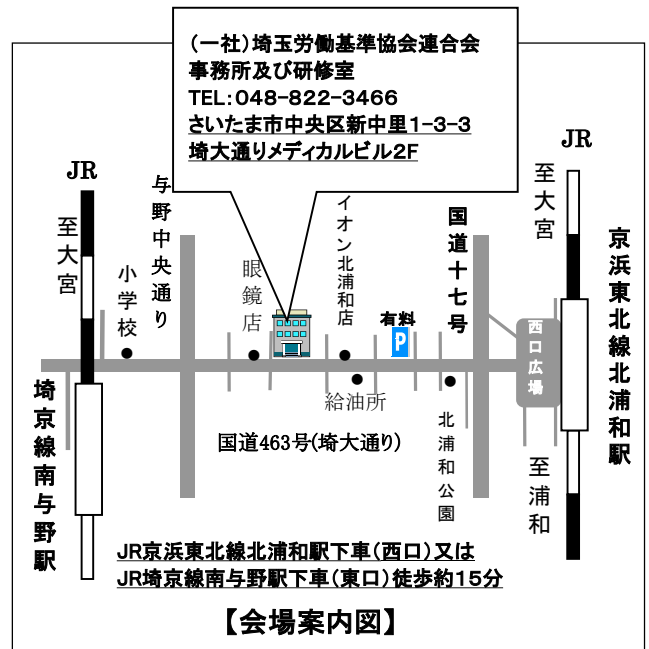 （一社）埼玉労働基準協会連合会
事務所及び研修室
TEL：048-822-3466
さいたま市中央区新中里1-3-3
埼大通りメディカルビル2F
JR
至大宮
小学校
与野中央通り
眼鏡店
イオン北浦和店
有料
P
国道十七号
JR
至大宮
京浜東北線北浦和駅
西口広場
埼京線南与野駅
給油所
国道463号(埼大通り)
北浦和公園
至浦和
JR京浜東北線北浦和駅下車（西口）又は
JR埼京線南与野駅下車（東口）徒歩約15分
【会場案内図】